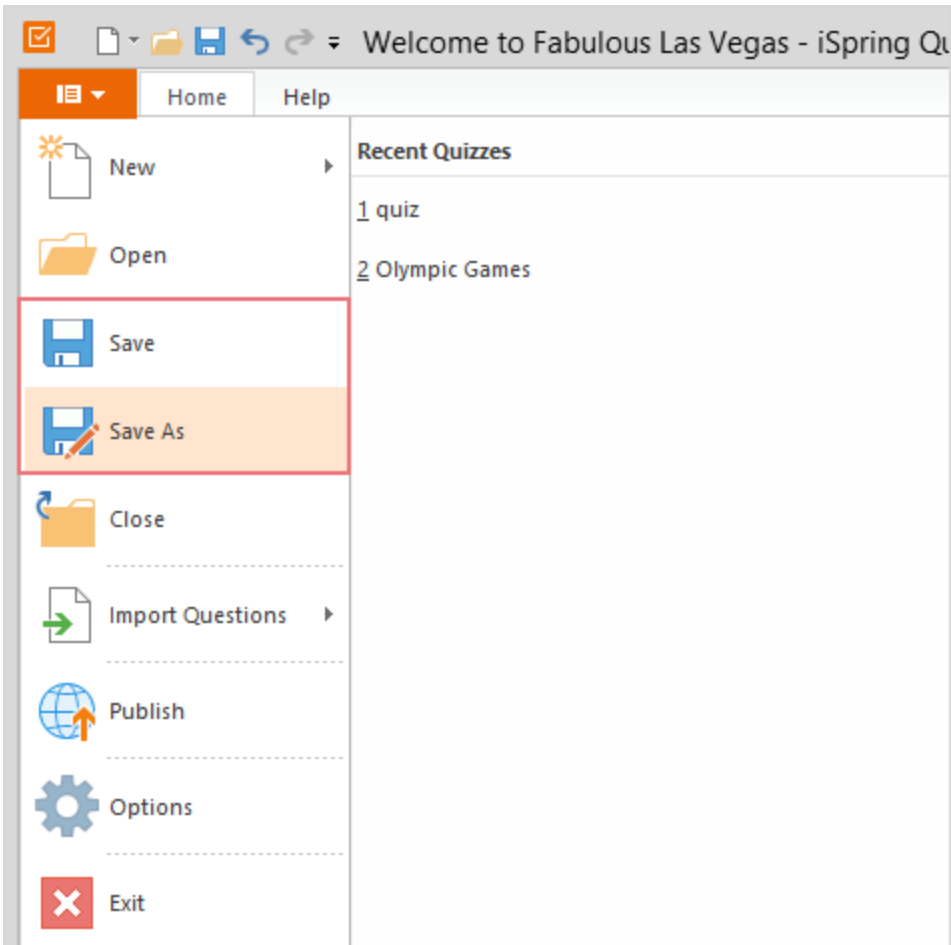 Welcome to Fabulous Las Vegas - iSpring
Home Help
New
Open
Save
Save As
Close
Import Questions
Publish
Options
Exit
Recent Quizzes
1 quiz
2 Olympic Games